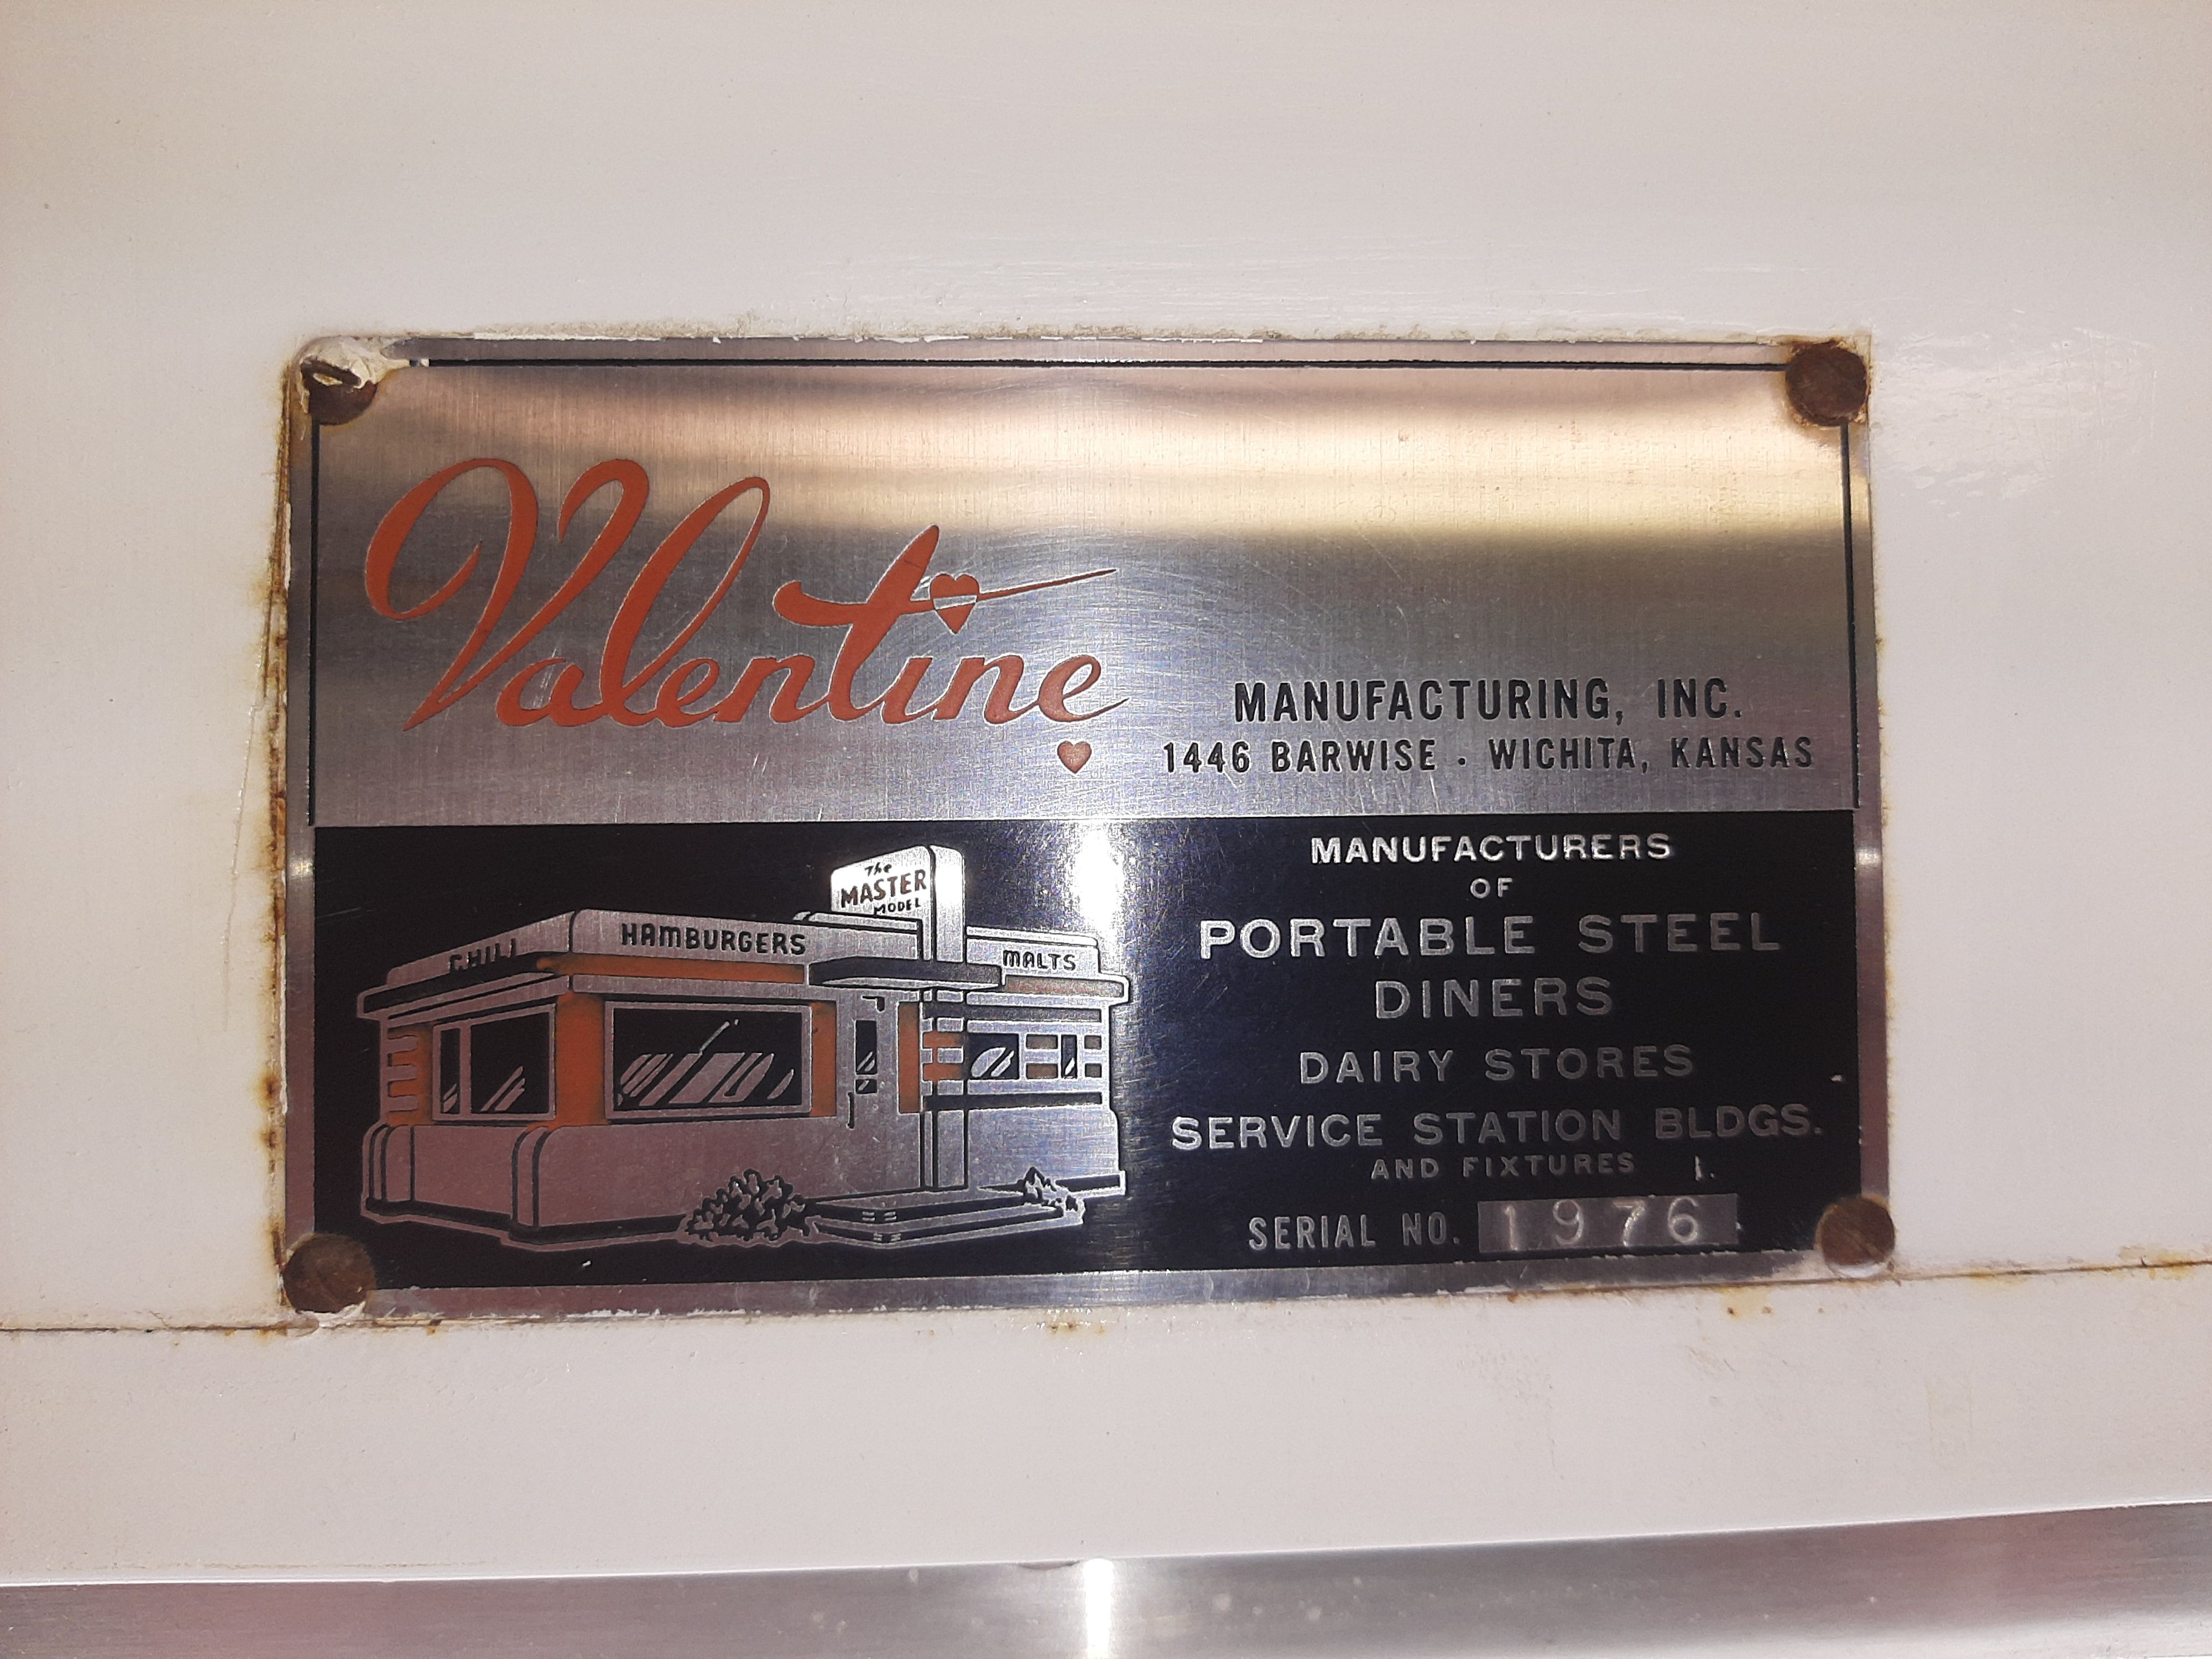 Valentine
MANUFACTURING, INC.
1446 BARWISE · WICHITA, KANSAS
The
MASTER
MODEL
CHILI
HAMBURGERS
MALTS
MANUFACTURERS
OF
PORTABLE STEEL
DINERS
DAIRY STORES
SERVICE STATION BLDGS.
AND FIXTURES
SERIAL NO. 1976